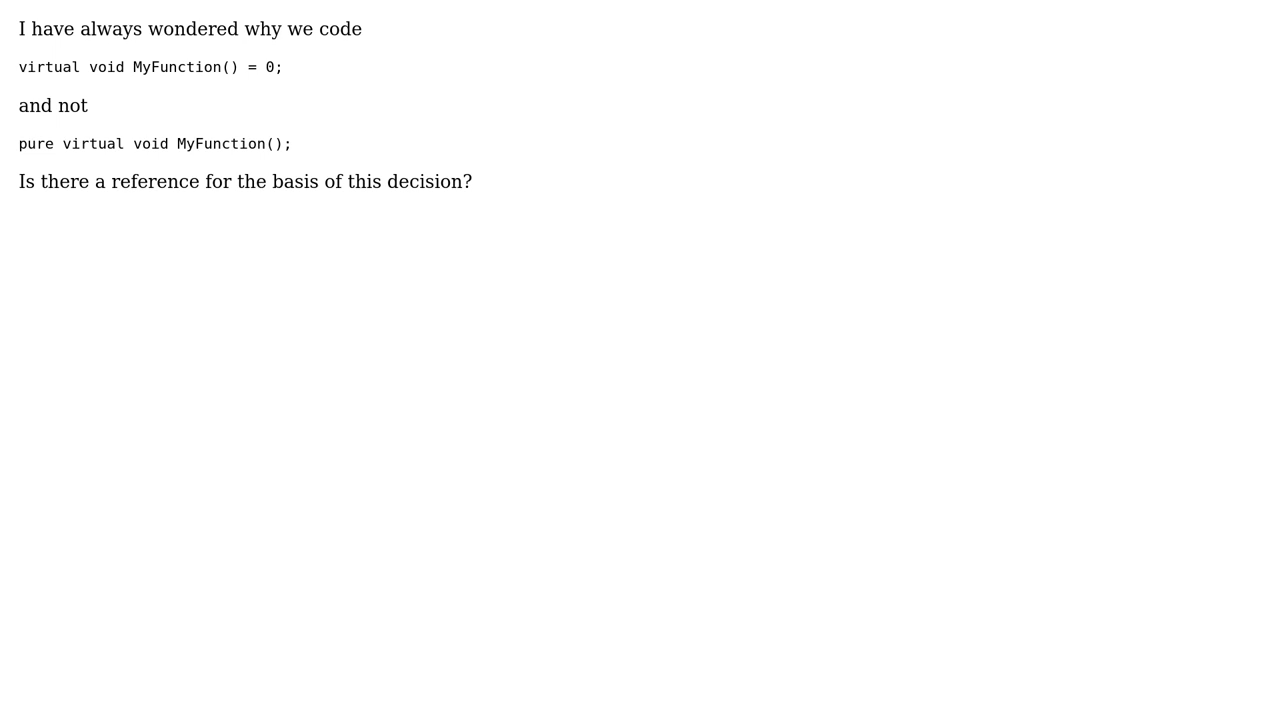 I have always wondered why we code
virtual void MyFunction() = 0;
and not
pure virtual void MyFunction();
Is there a reference for the basis of this decision?